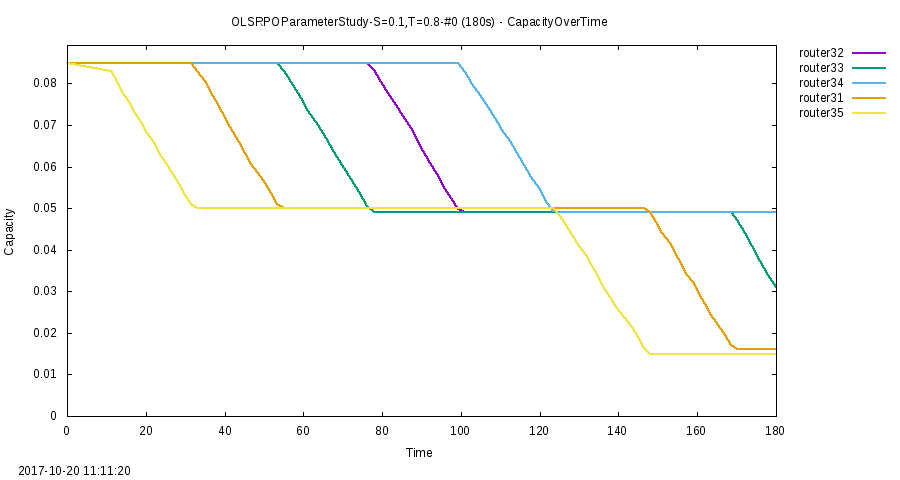 OLSRPOParameterStudy-S=0.1,T=0.8-#0 (180s) - CapacityOverTime
router32
router33
router34
router31
router35
0.08
0.07
0.06
0.05
0.04
0.03
0.02
0.01
0
Capacity
0 20 40 60 80 100 120 140 160 180
Time
2017-10-20 11:11:20